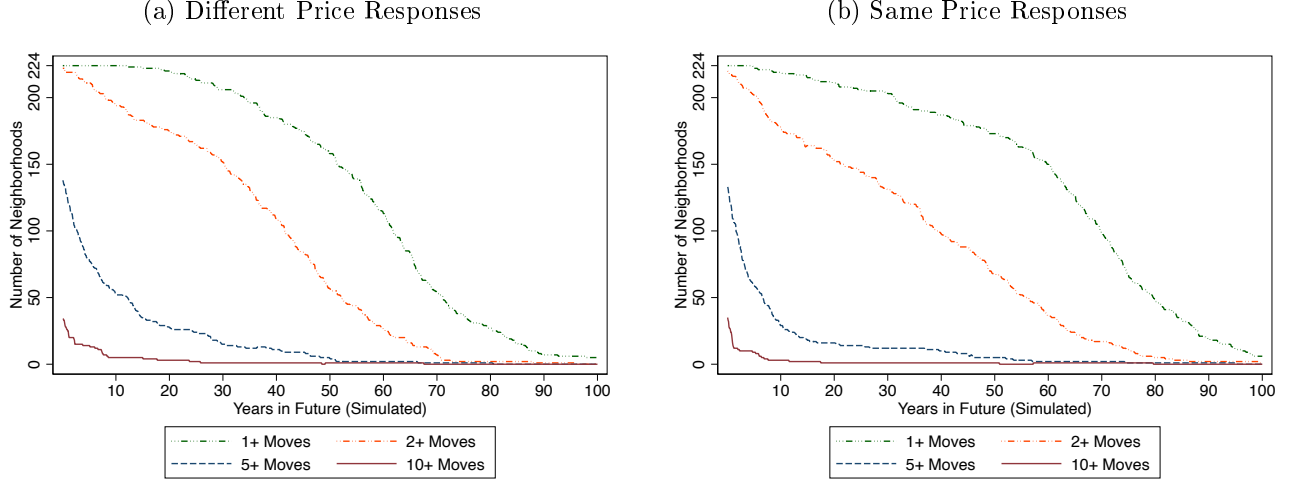 (a) Different Price Responses
Number of Neighborhoods
0 50 100 150 200 224
10 20 30 40 50 60 70 80 90 100
Years in Future (Simulated)
1+ Moves 2+ Moves
5+ Moves 10+ Moves
(b) Same Price Responses
Number of Neighborhoods
0 50 100 150 200 224
10 20 30 40 50 60 70 80 90 100
Years in Future (Simulated)
1+ Moves 2+ Moves
5+ Moves 10+ Moves